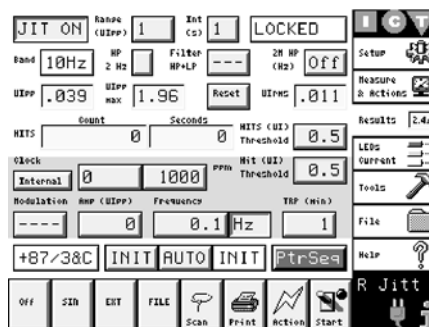 JIT ON Range (UIpp) 1 Int (s) 1 LOCKED
Band 10Hz HP 2 Hz Filter HP+LP --- 2M HP (Hz) Off
UIpp .039 UIpp max 1.96 Reset UIrms .011
Count Seconds
HITS 0 0 HITS (UI) Threshold 0.5
Clock Internal 0 1000 ppm Hit (UI) Threshold 0.5
Modulation Amp (UIpp) Frequency TRP (min)
---- 0 0.1 Hz 1
+87/3&C INIT AUTO INIT PtrSeq
Off SIn EXT FILE Scan Print Action Start
I C T
Setup
Measure & Actions
Results 2.4
LEDs Current
Tools
File
Help
R Jitt